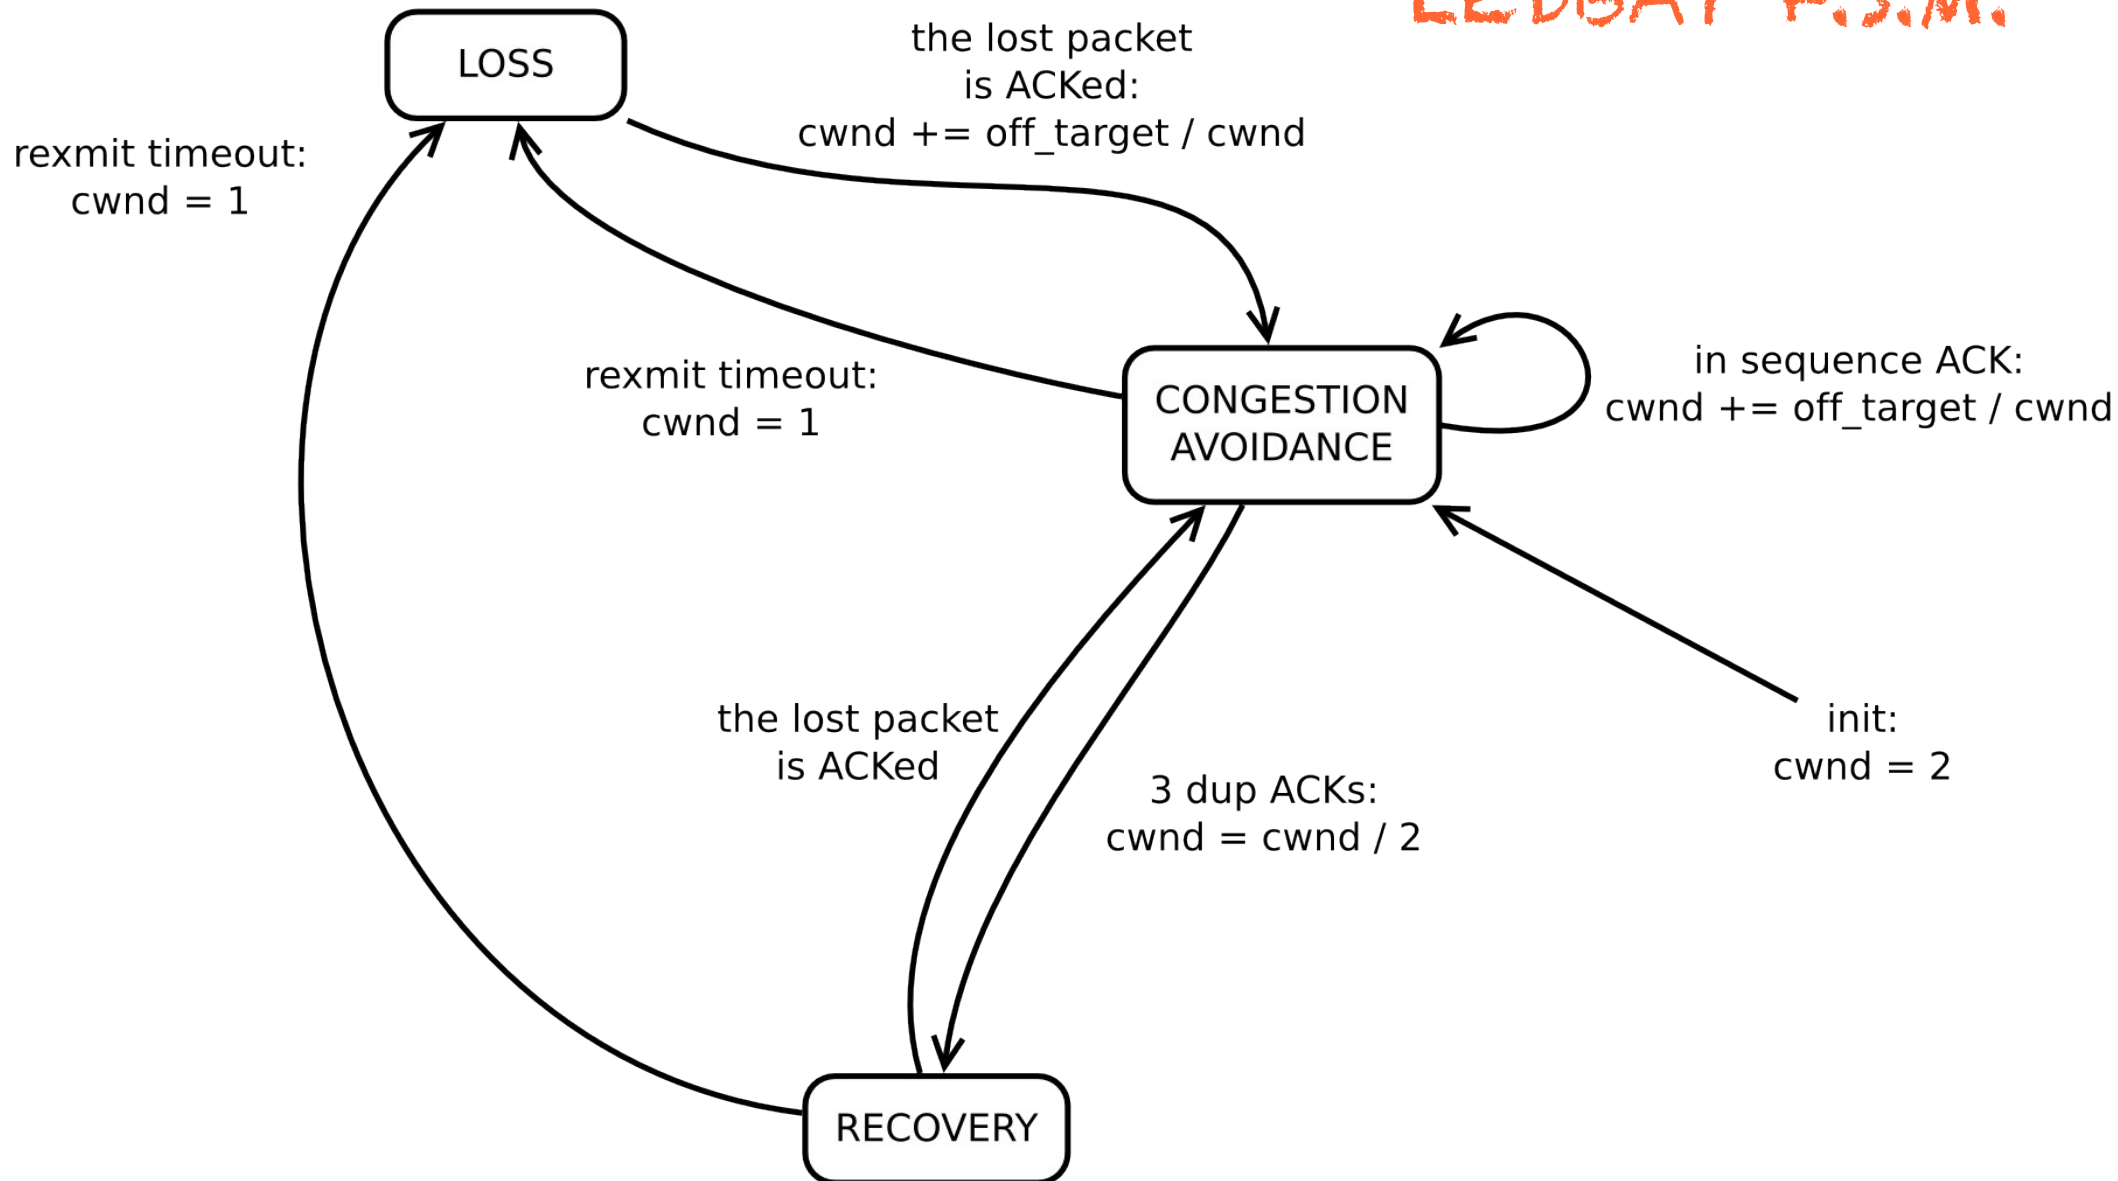 LEDBAT F.S.M.
LOSS
the lost packet
is ACKed:
cwnd += off_target / cwnd
rexmit timeout:
cwnd = 1
rexmit timeout:
cwnd = 1
CONGESTION
AVOIDANCE
in sequence ACK:
cwnd += off_target / cwnd
the lost packet
is ACKed
3 dup ACKs:
cwnd = cwnd / 2
init:
cwnd = 2
RECOVERY